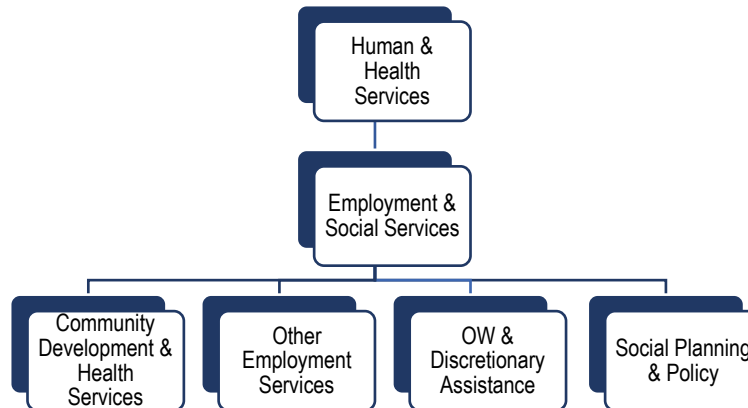 Human &
Health
Services
Employment &
Social Services
Community
Development &
Health
Services
Other
Employment
Services
OW &
Discretionary
Assistance
Social Planning
& Policy